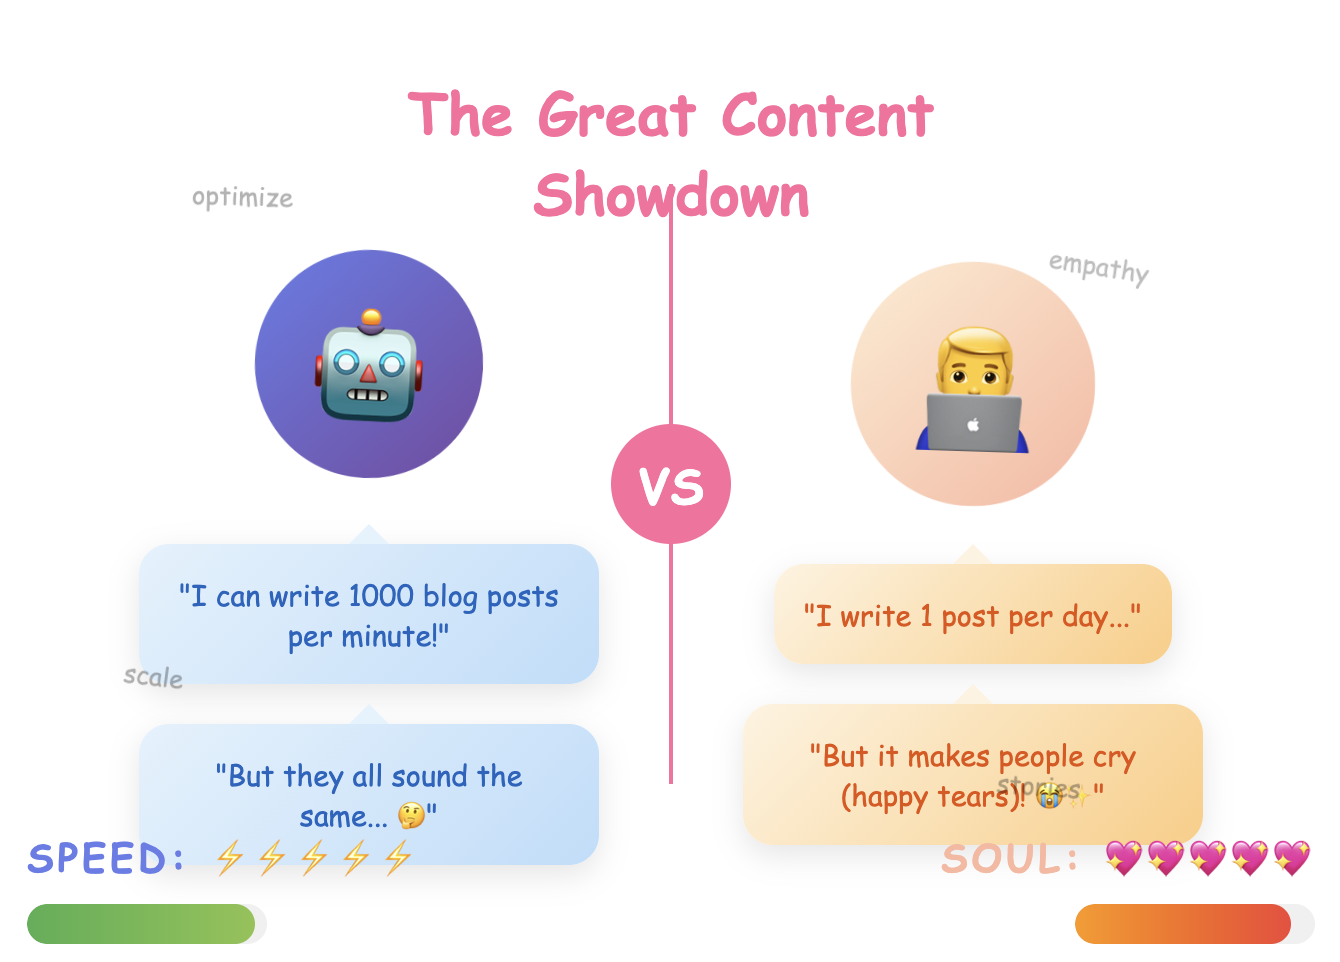 The Great Content
Showdown
optimize
empathy
VS
"I can write 1000 blog posts
per minute!"
scale
"But they all sound the
same... 🤔"
"I write 1 post per day..."
"But it makes people cry
(happy tears)! 😭✨"
stories
SPEED: ⚡⚡⚡⚡⚡
SOUL: 💖💖💖💖💖